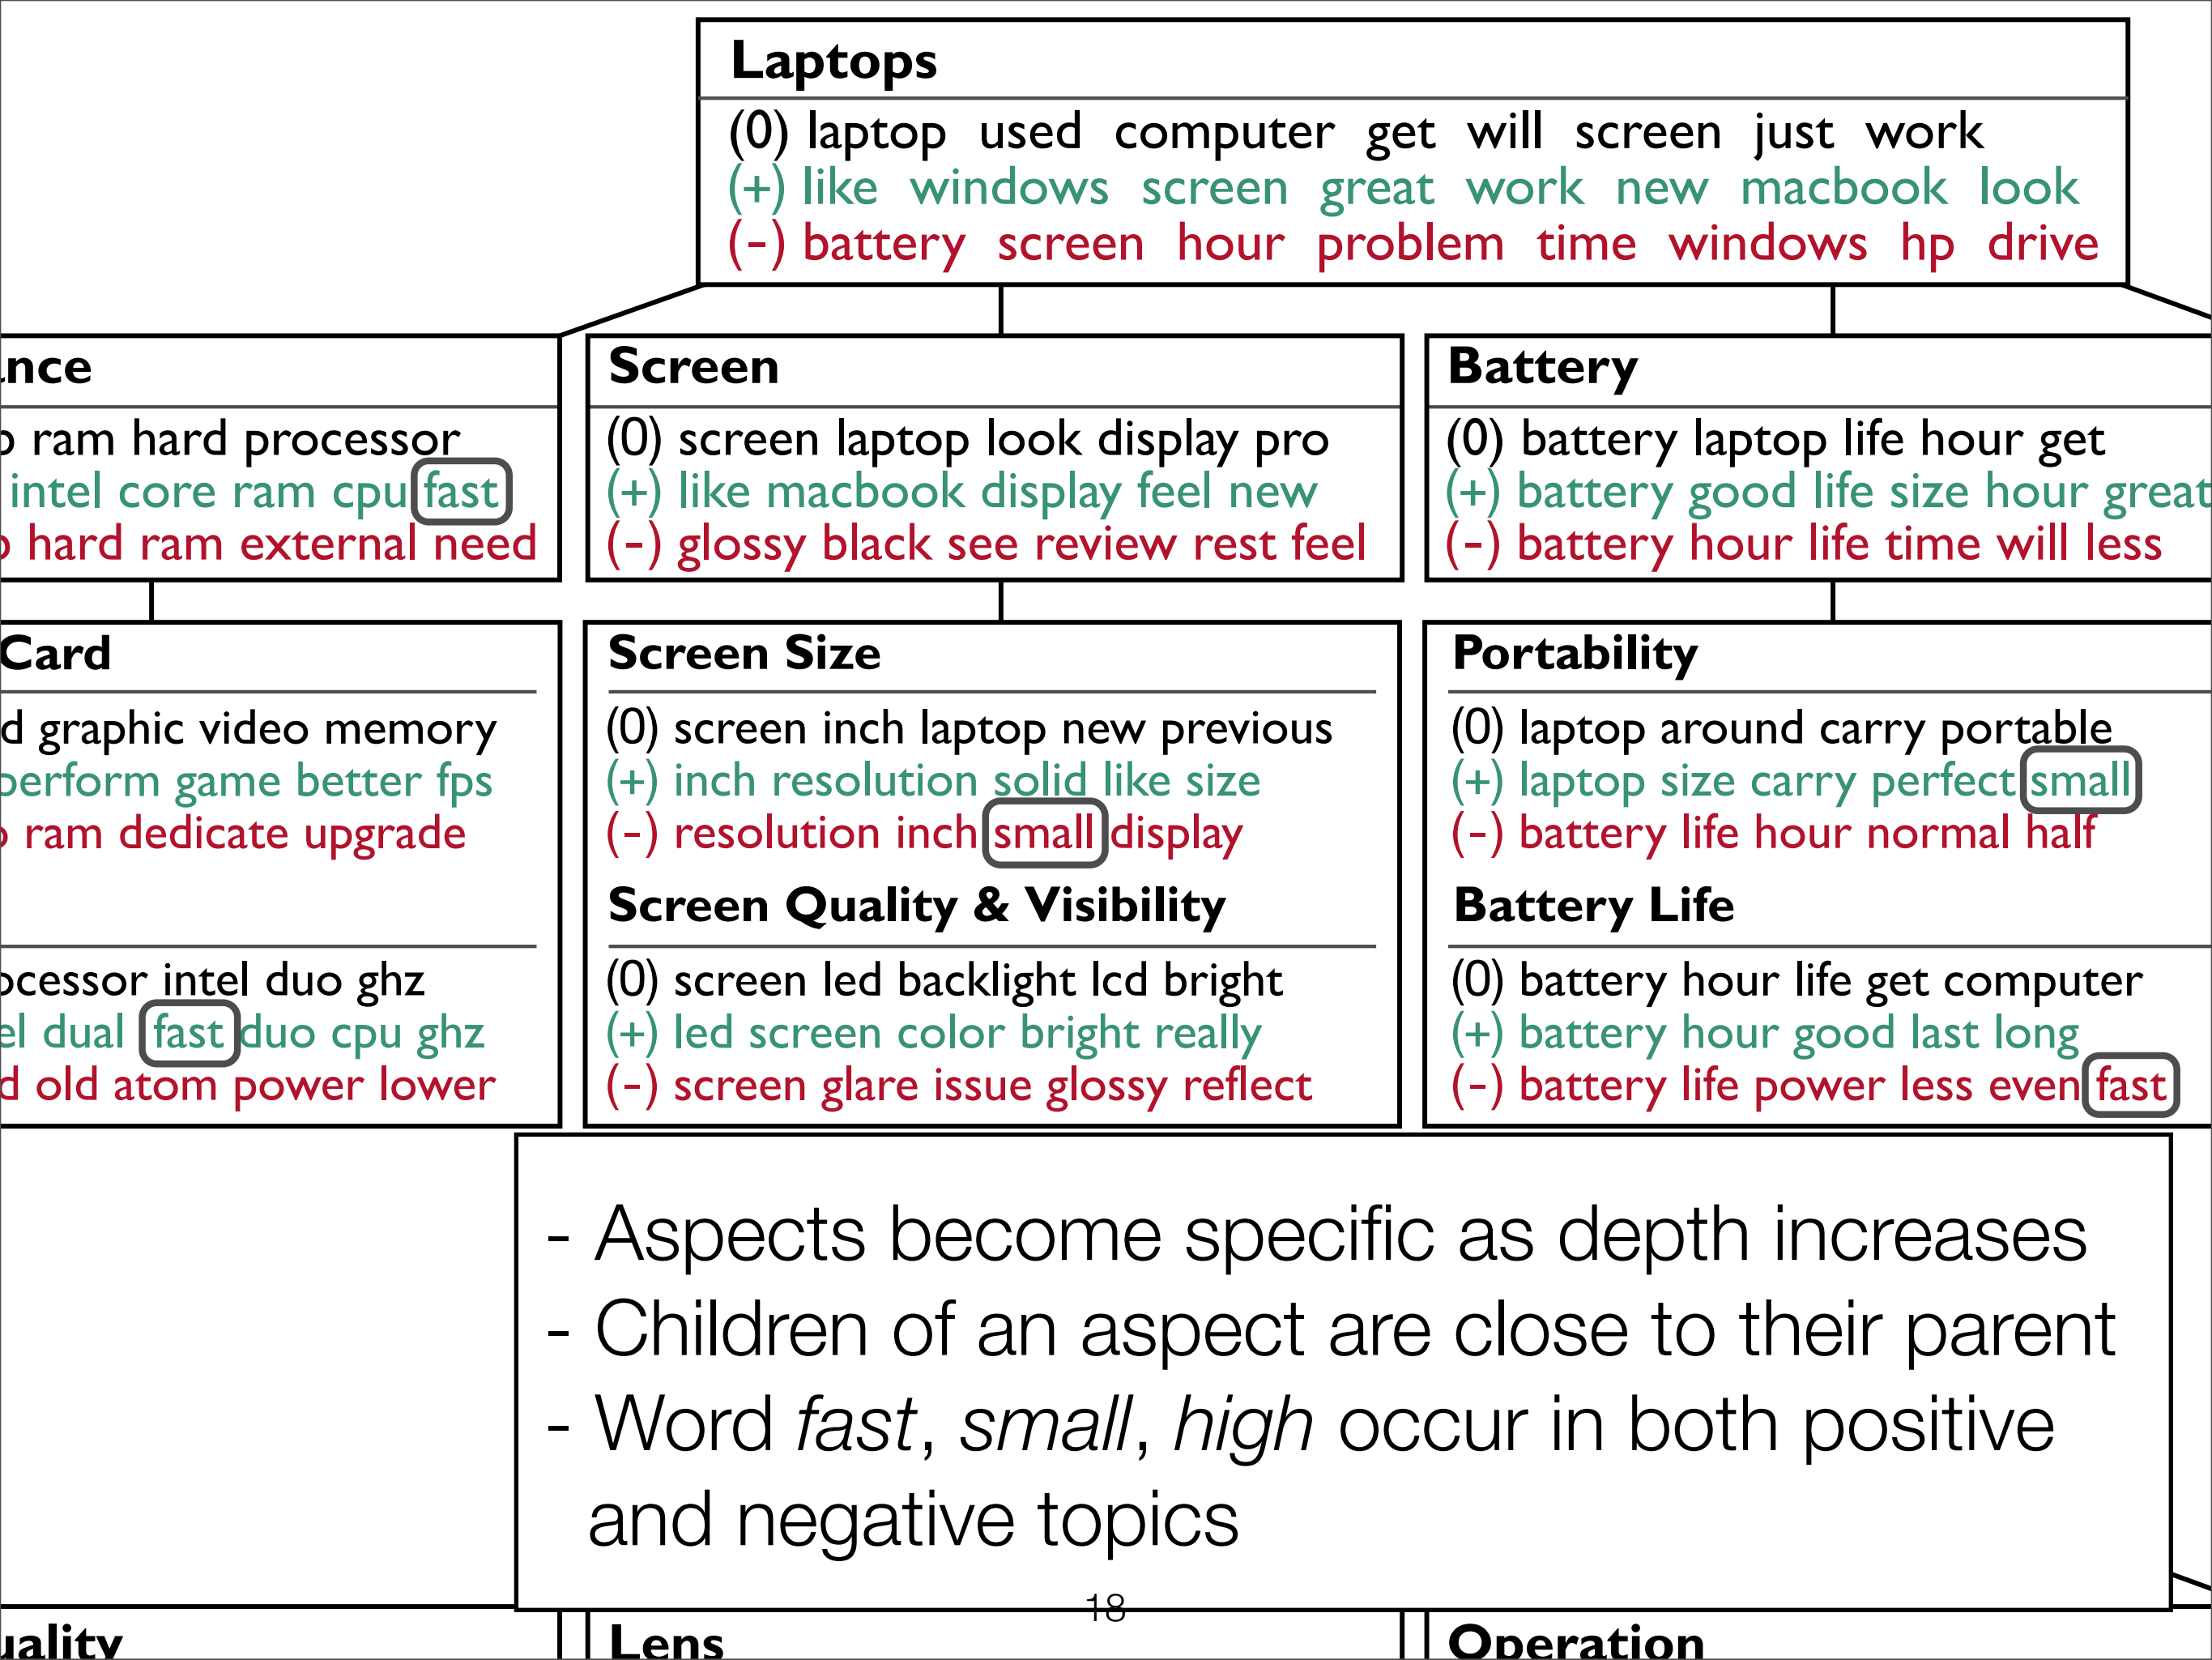 Laptops
(0) laptop used computer get will screen just work
(+) like windows screen great work new macbook look
(-) battery screen hour problem time windows hp drive
nce
ram hard processor
intel core ram cpu fast
hard ram external need
Screen
(0) screen laptop look display pro
(+) like macbook display feel new
(-) glossy black see review rest feel
Battery
(0) battery laptop life hour get
(+) battery good life size hour great
(-) battery hour life time will less
Card
d graphic video memory
perform game better fps
ram dedicate upgrade
ocessor intel duo ghz
el dual fast duo cpu ghz
d old atom power lower
Screen Size
(0) screen inch laptop new previous
(+) inch resolution solid like size
(-) resolution inch small display
Screen Quality & Visibility
(0) screen led backlight lcd bright
(+) led screen color bright really
(-) screen glare issue glossy reflect
Portability
(0) laptop around carry portable
(+) laptop size carry perfect small
(-) battery life hour normal half
Battery Life
(0) battery hour life get computer
(+) battery hour good last long
(-) battery life power less even fast
- Aspects become specific as depth increases
- Children of an aspect are close to their parent
- Word fast, small, high occur in both positive
and negative topics
18
uality
Lens
Operation